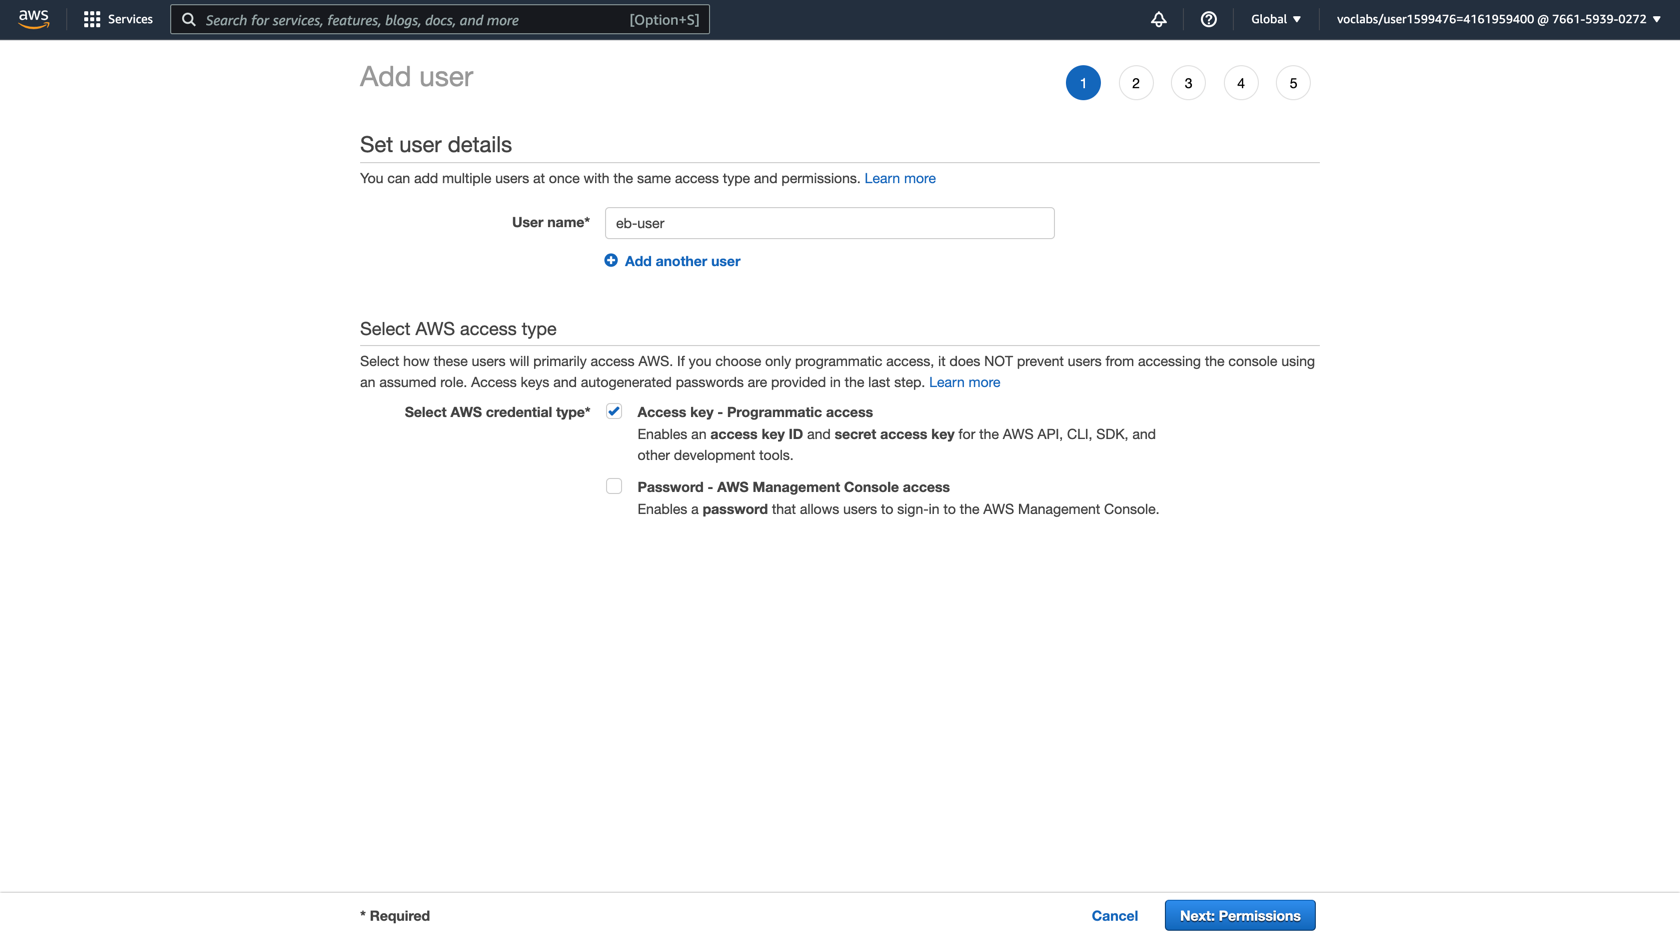 aws
Services
Search for services, features, blogs, docs, and more [Option+S]
Global
voclabs/user1599476=4161959400 @ 7661-5939-0272
Add user
1 2 3 4 5
Set user details
You can add multiple users at once with the same access type and permissions. Learn more
User name* eb-user
Add another user
Select AWS access type
Select how these users will primarily access AWS. If you choose only programmatic access, it does NOT prevent users from accessing the console using
an assumed role. Access keys and autogenerated passwords are provided in the last step. Learn more
Select AWS credential type* Access key - Programmatic access
Enables an access key ID and secret access key for the AWS API, CLI, SDK, and
other development tools.
Password - AWS Management Console access
Enables a password that allows users to sign-in to the AWS Management Console.
* Required
Cancel
Next: Permissions